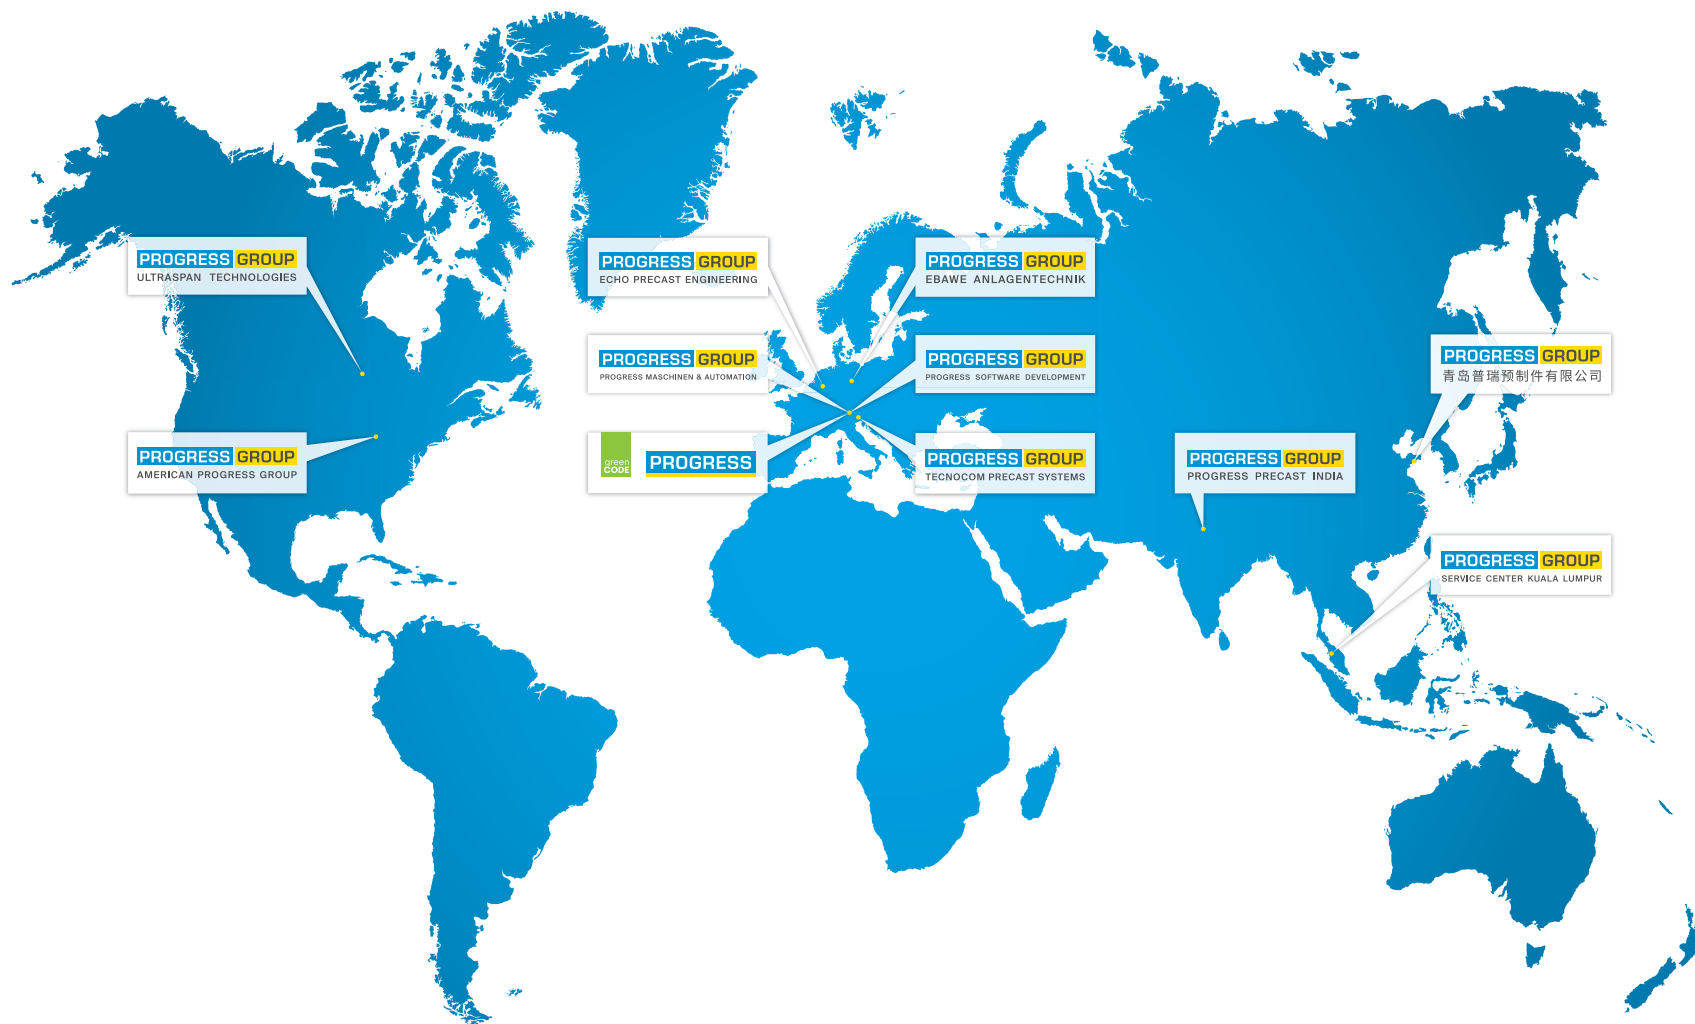 PROGRESS GROUP
ULTRASPAN TECHNOLOGIES
PROGRESS GROUP
ECHO PRECAST ENGINEERING
PROGRESS GROUP
EBAWE ANLAGENTECHNIK
PROGRESS GROUP
PROGRESS MASCHINEN & AUTOMATION
PROGRESS GROUP
PROGRESS SOFTWARE DEVELOPMENT
PROGRESS GROUP
青岛普瑞预制件有限公司
PROGRESS GROUP
AMERICAN PROGRESS GROUP
green
CODE
PROGRESS
PROGRESS GROUP
TECNOCOM PRECAST SYSTEMS
PROGRESS GROUP
PROGRESS PRECAST INDIA
PROGRESS GROUP
SERVICE CENTER KUALA LUMPUR